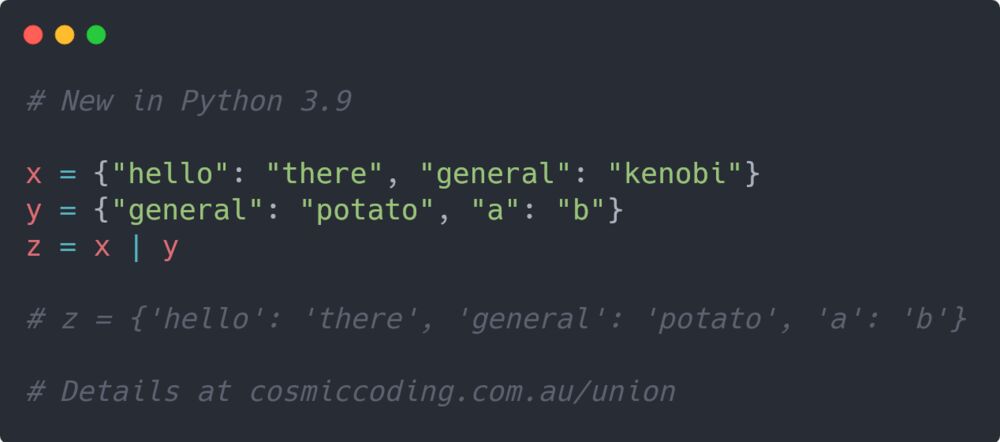 # New in Python 3.9
x = {"hello": "there", "general": "kenobi"}
y = {"general": "potato", "a": "b"}
z = x | y
# z = {'hello': 'there', 'general': 'potato', 'a': 'b'}
# Details at cosmiccoding.com.au/union